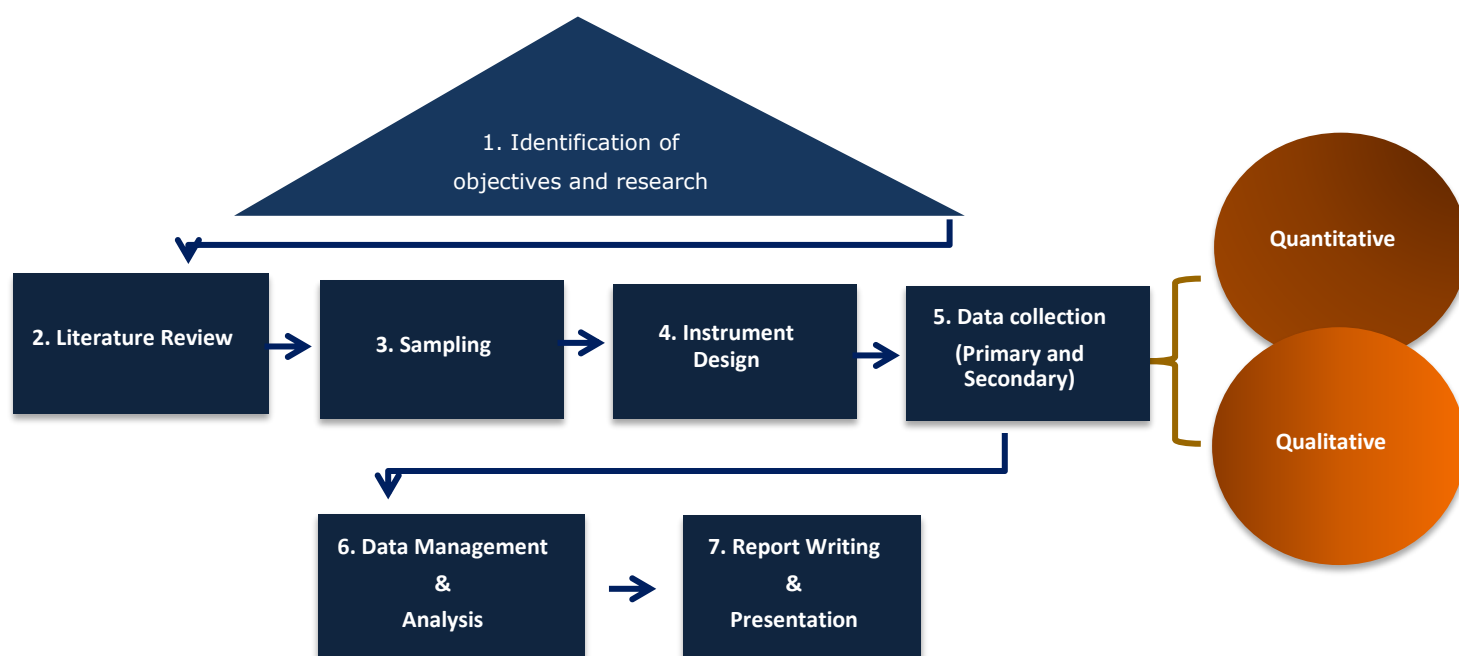 1. Identification of
objectives and research
Quantitative
2. Literature Review
3. Sampling
4. Instrument
Design
5. Data collection
(Primary and
Secondary)
Qualitative
6. Data Management
&
Analysis
7. Report Writing
&
Presentation